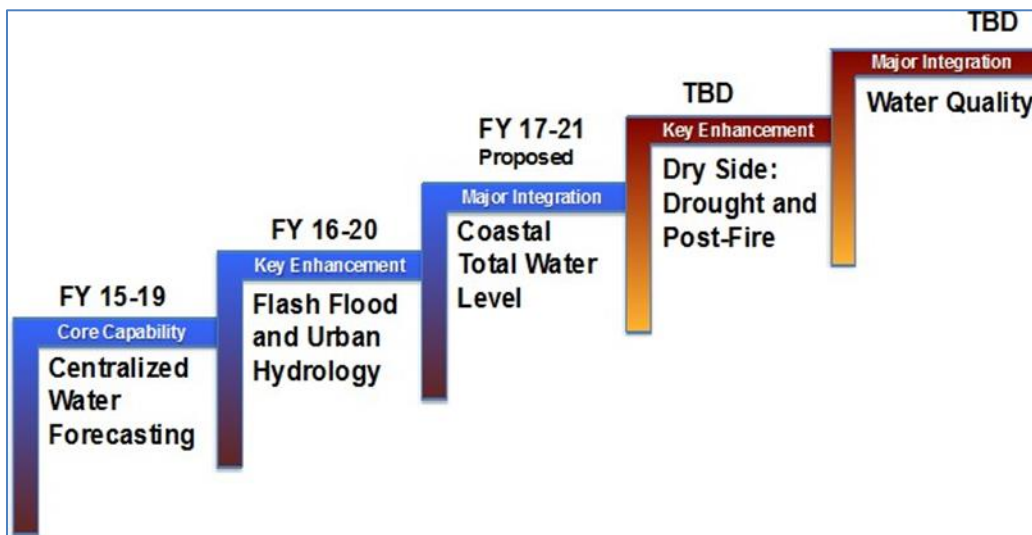 FY 15-19
Core Capability
Centralized
Water
Forecasting
FY 16-20
Key Enhancement
Flash Flood
and Urban
Hydrology
FY 17-21
Proposed
Major Integration
Coastal
Total Water
Level
TBD
Key Enhancement
Dry Side:
Drought and
Post-Fire
TBD
Major Integration
Water Quality